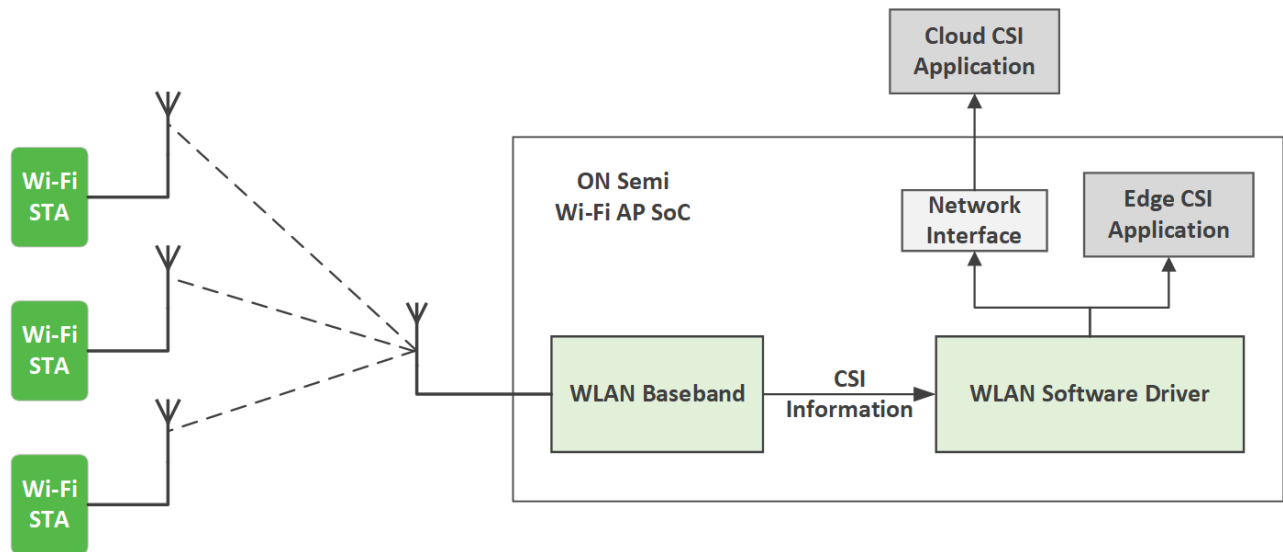 Cloud CSI
Application
Wi-Fi
STA
ON Semi
Wi-Fi AP SoC
Network
Interface
Edge CSI
Application
Wi-Fi
STA
WLAN Baseband
CSI
Information
WLAN Software Driver
Wi-Fi
STA